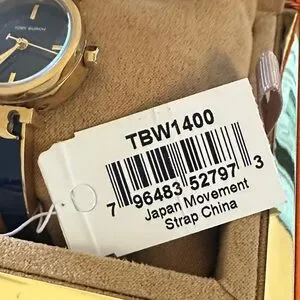 TORY BURCH
TBW1400
7 96483 52797 3
Japan Movement
Strap China